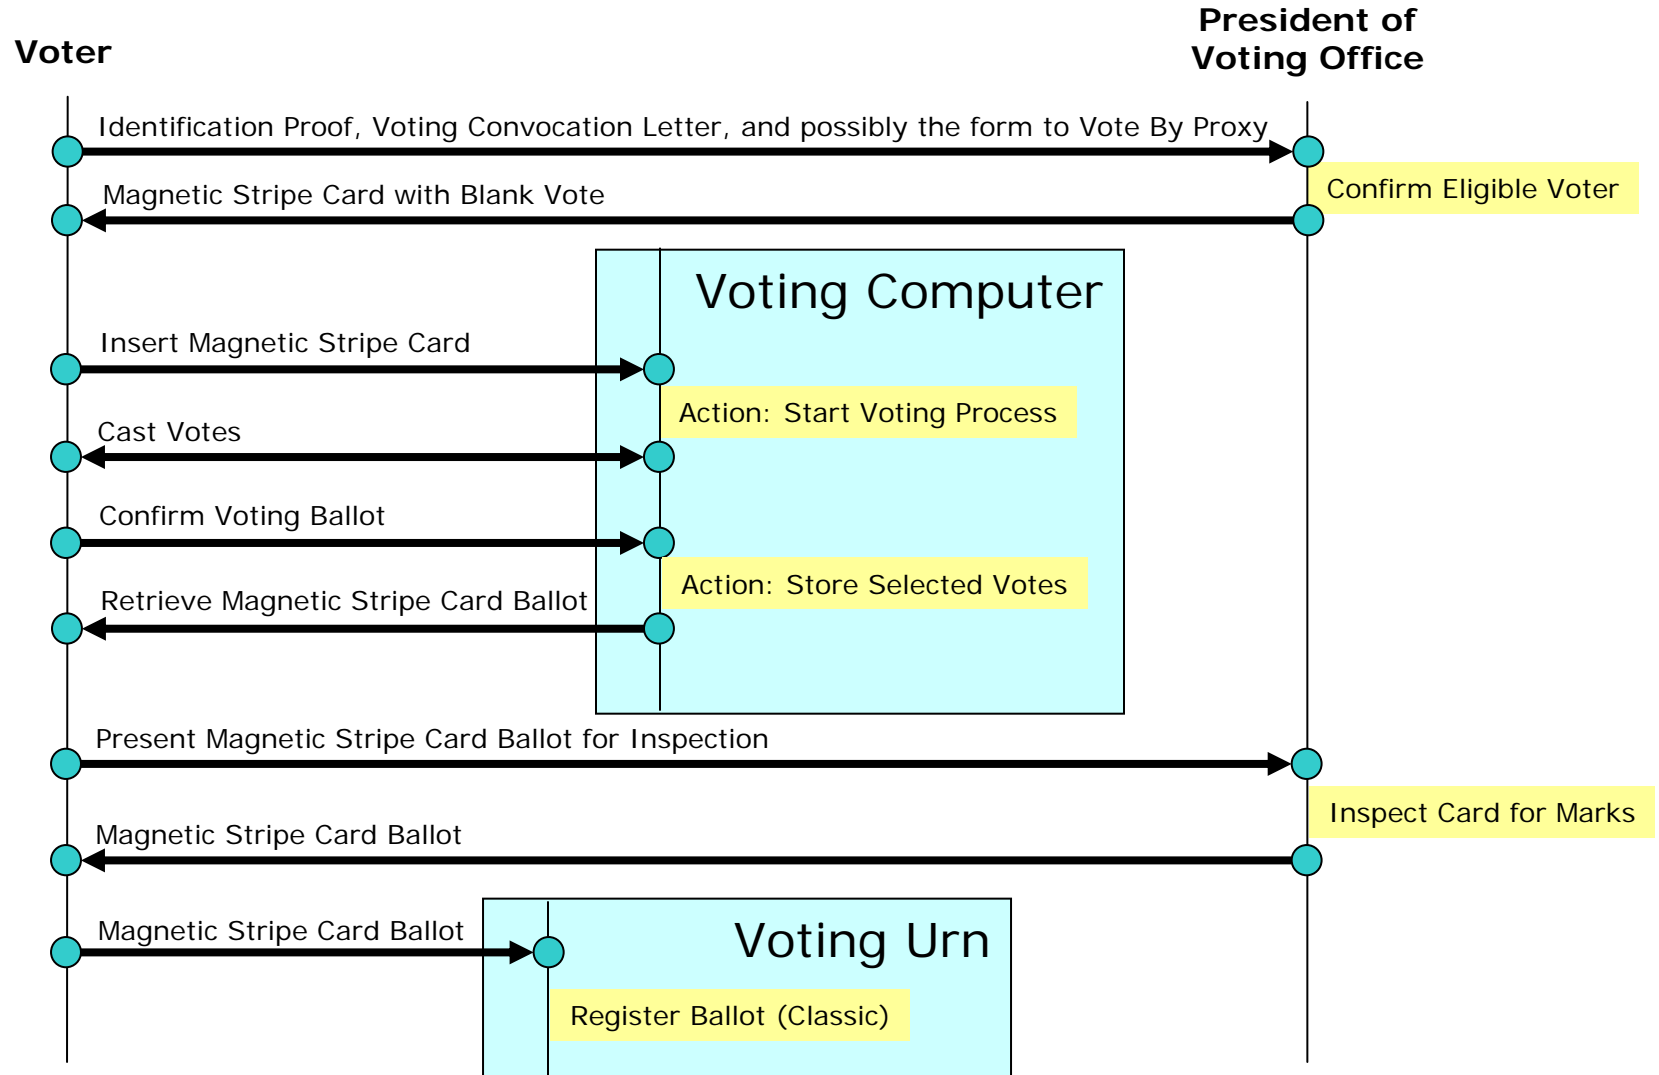 President of
Voting Office
Voter
Identification Proof, Voting Convocation Letter, and possibly the form to Vote By Proxy
Confirm Eligible Voter
Magnetic Stripe Card with Blank Vote
Voting Computer
Insert Magnetic Stripe Card
Action: Start Voting Process
Cast Votes
Confirm Voting Ballot
Action: Store Selected Votes
Retrieve Magnetic Stripe Card Ballot
Present Magnetic Stripe Card Ballot for Inspection
Inspect Card for Marks
Magnetic Stripe Card Ballot
Magnetic Stripe Card Ballot
Voting Urn
Register Ballot (Classic)